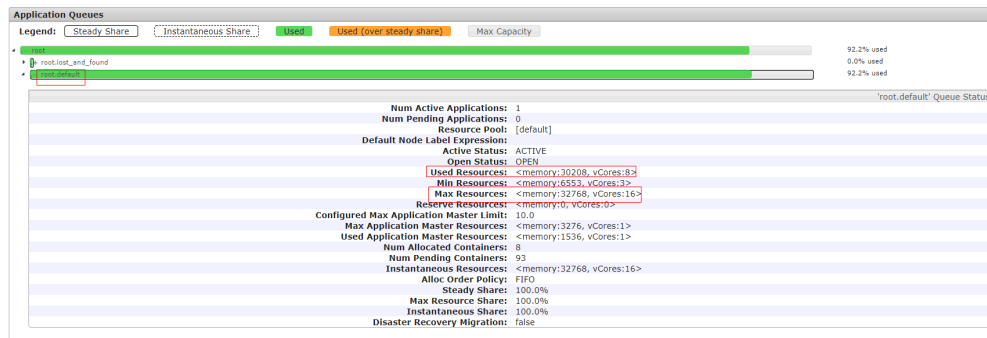 Application Queues
Legend: Steady Share Instantaneous Share Used Used (over steady share) Max Capacity
root 92.2% used
root.lost_and_found 0.0% used
root.default 92.2% used
'root.default' Queue Status
Num Active Applications: 1
Num Pending Applications: 0
Resource Pool: [default]
Default Node Label Expression:
Active Status: ACTIVE
Open Status: OPEN
Used Resources: <memory:30208, vCores:8>
Min Resources: <memory:6553, vCores:3>
Max Resources: <memory:32768, vCores:16>
Reserve Resources: <memory:0, vCores:0>
Configured Max Application Master Limit: 10.0
Max Application Master Resources: <memory:3276, vCores:1>
Used Application Master Resources: <memory:1536, vCores:1>
Num Allocated Containers: 8
Num Pending Containers: 93
Instantaneous Resources: <memory:32768, vCores:16>
Alloc Order Policy: FIFO
Steady Share: 100.0%
Max Resource Share: 100.0%
Instantaneous Share: 100.0%
Disaster Recovery Migration: false